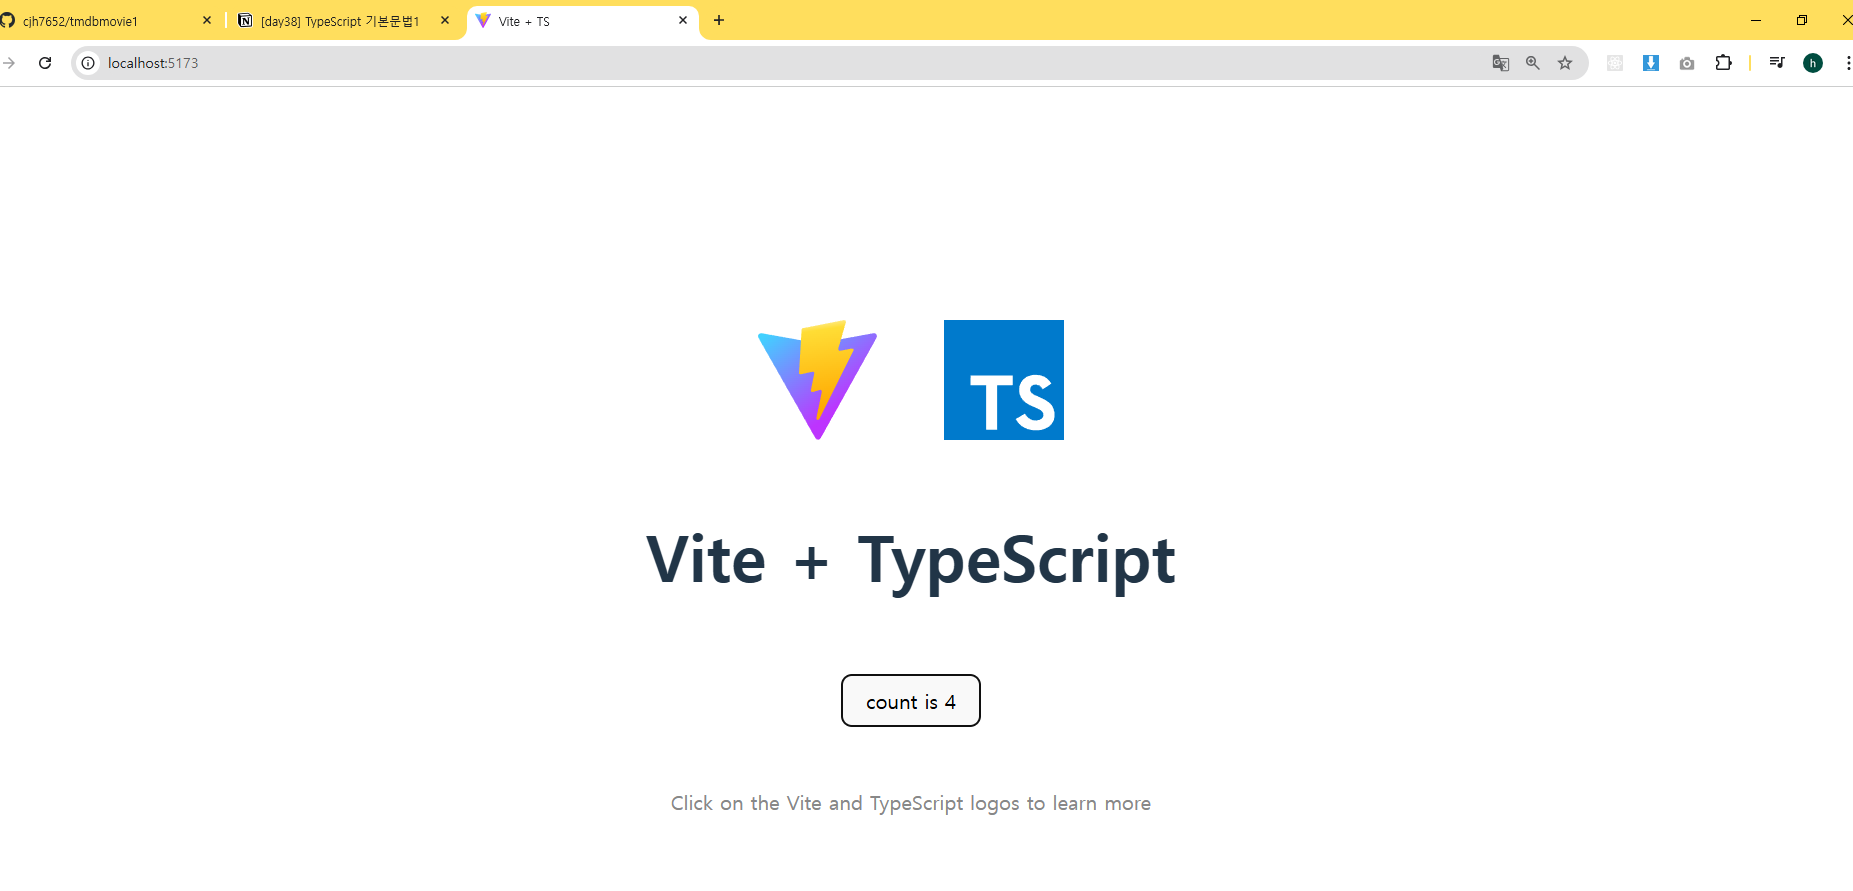 cjh7652/tmdbmovie1
[day38] TypeScript 기본문법1
Vite + TS
localhost:5173
h
TS
Vite + TypeScript
count is 4
Click on the Vite and TypeScript logos to learn more